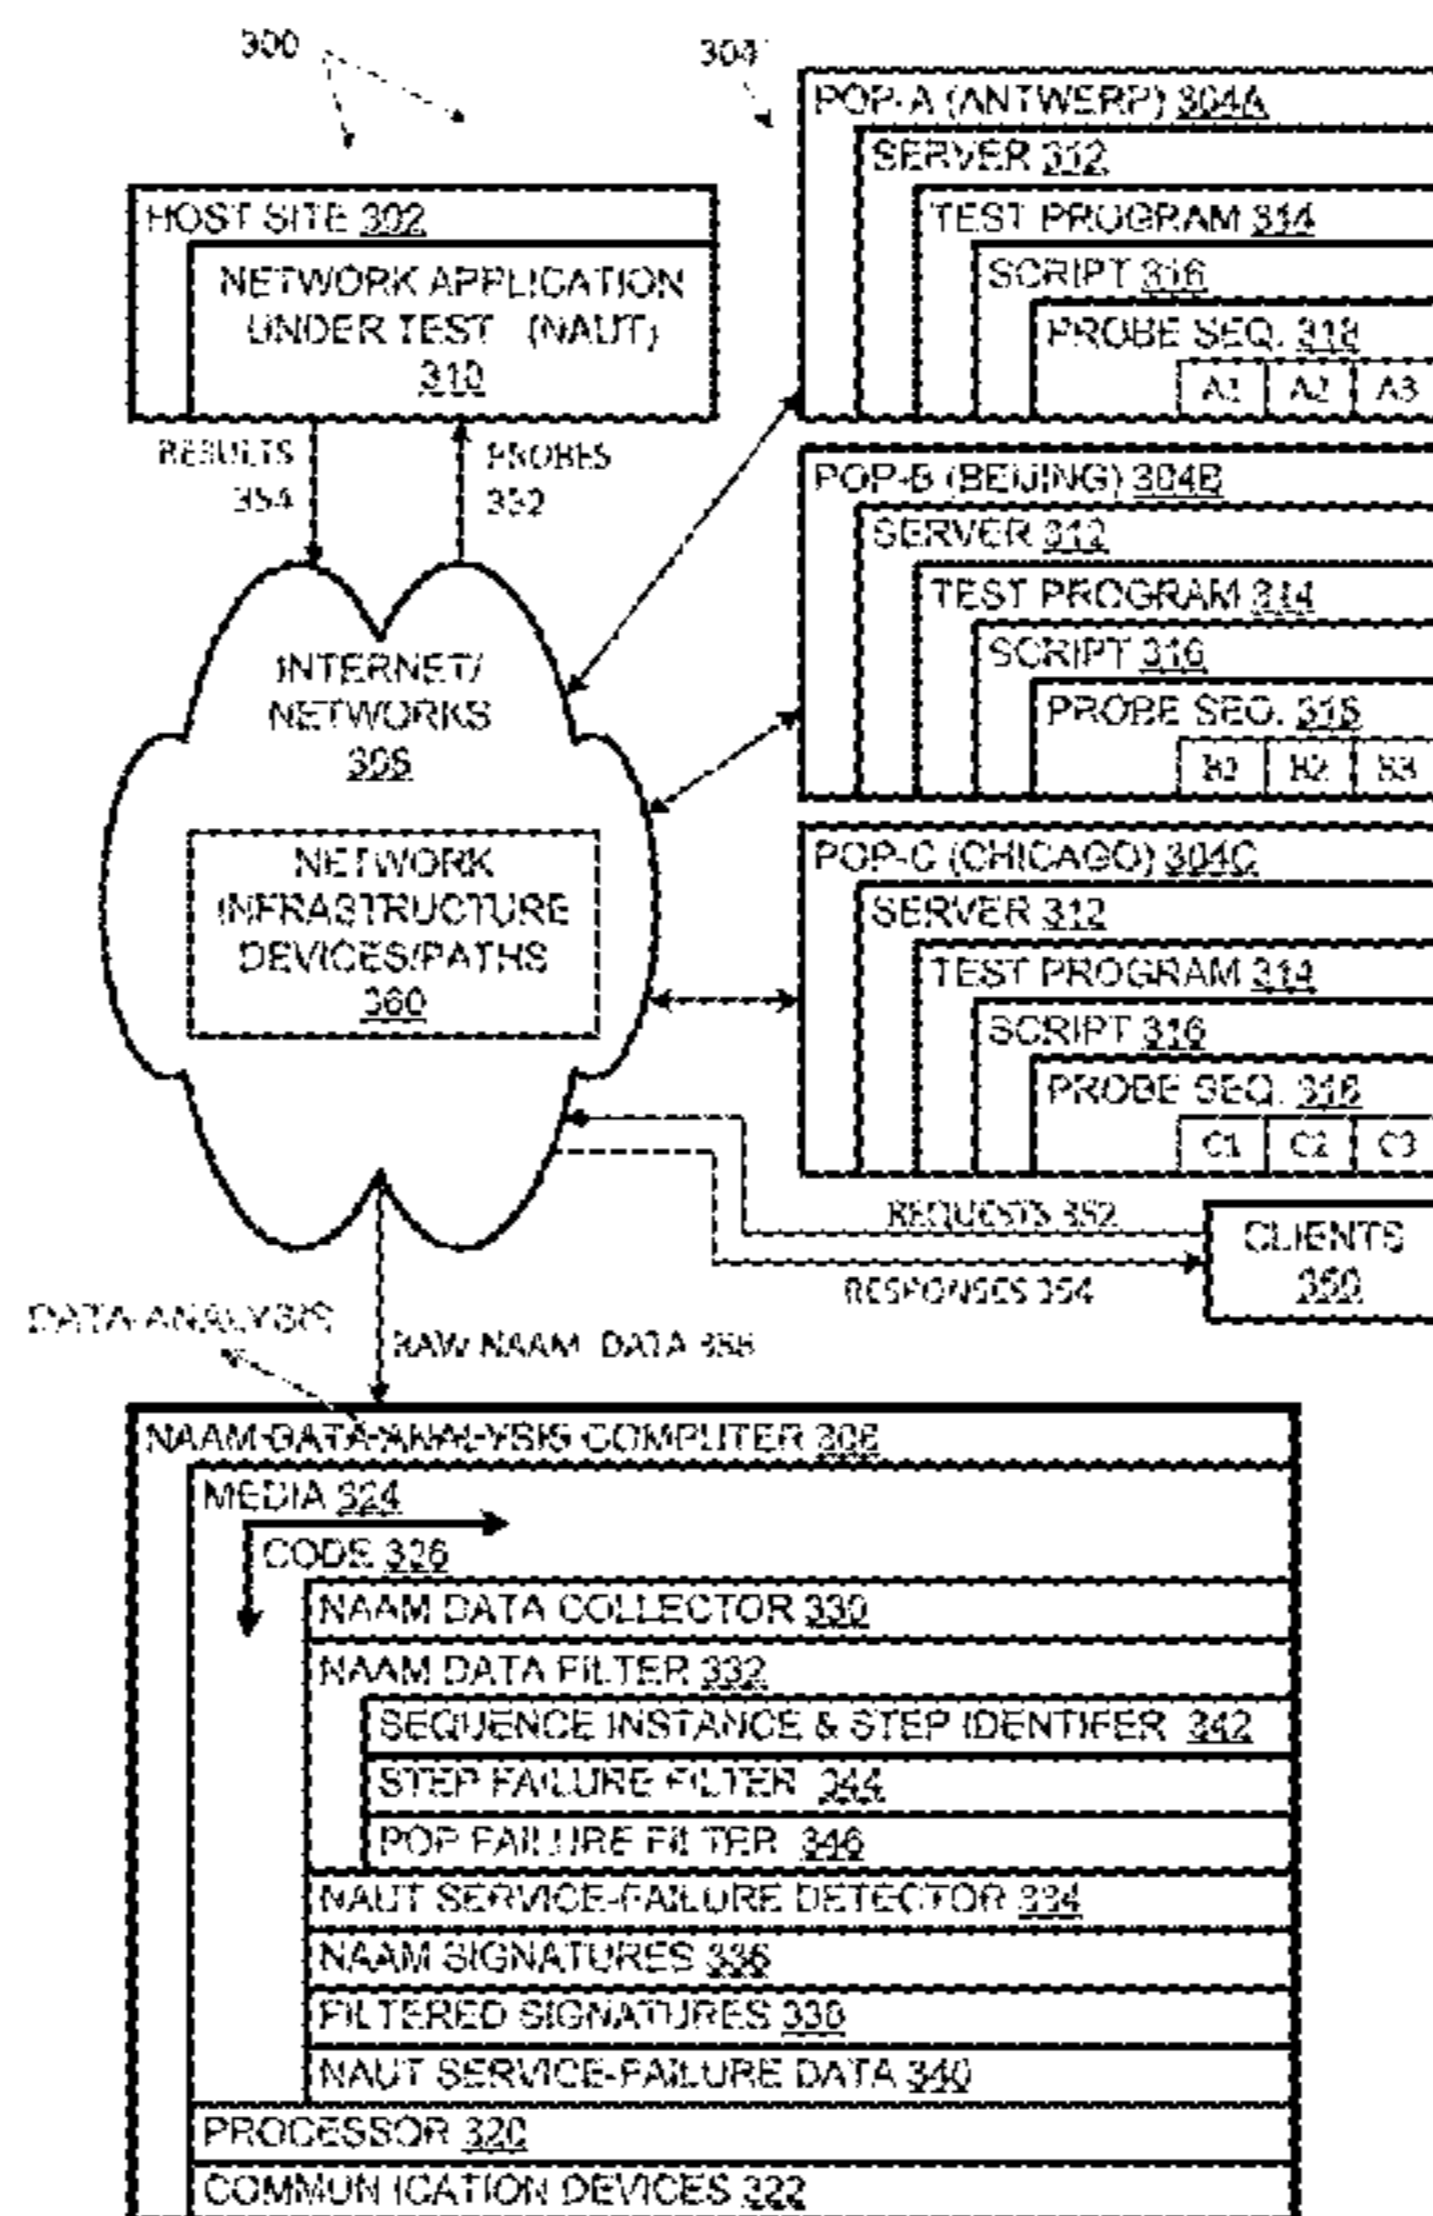 300
304
HOST SITE 302
NETWORK APPLICATION
UNDER TEST (NAUT)
310
RESULTS
354
PROBES
352
INTERNET/
NETWORKS
308
NETWORK
INFRASTRUCTURE
DEVICES/PATHS
360
POP-A (ANTWERP) 304A
SERVER 312
TEST PROGRAM 314
SCRIPT 316
PROBE SEQ. 318
A1 A2 A3
POP-B (BEIJING) 304B
SERVER 312
TEST PROGRAM 314
SCRIPT 316
PROBE SEQ. 318
B1 B2 B3
POP-C (CHICAGO) 304C
SERVER 312
TEST PROGRAM 314
SCRIPT 316
PROBE SEQ. 318
C1 C2 C3
REQUESTS 352
RESPONSES 354
CLIENTS
350
DATA ANALYSIS
RAW NAAM DATA
NAAM DATA ANALYSIS COMPUTER 306
MEDIA 324
CODE 326
NAAM DATA COLLECTOR 330
NAAM DATA FILTER 332
SEQUENCE INSTANCE & STEP IDENTIFER 342
STEP FAILURE FILTER 344
POP FAILURE FILTER 346
NAUT SERVICE-FAILURE DETECTOR 334
NAAM SIGNATURES 336
FILTERED SIGNATURES 338
NAUT SERVICE-FAILURE DATA 340
PROCESSOR 320
COMMUNICATION DEVICES 322